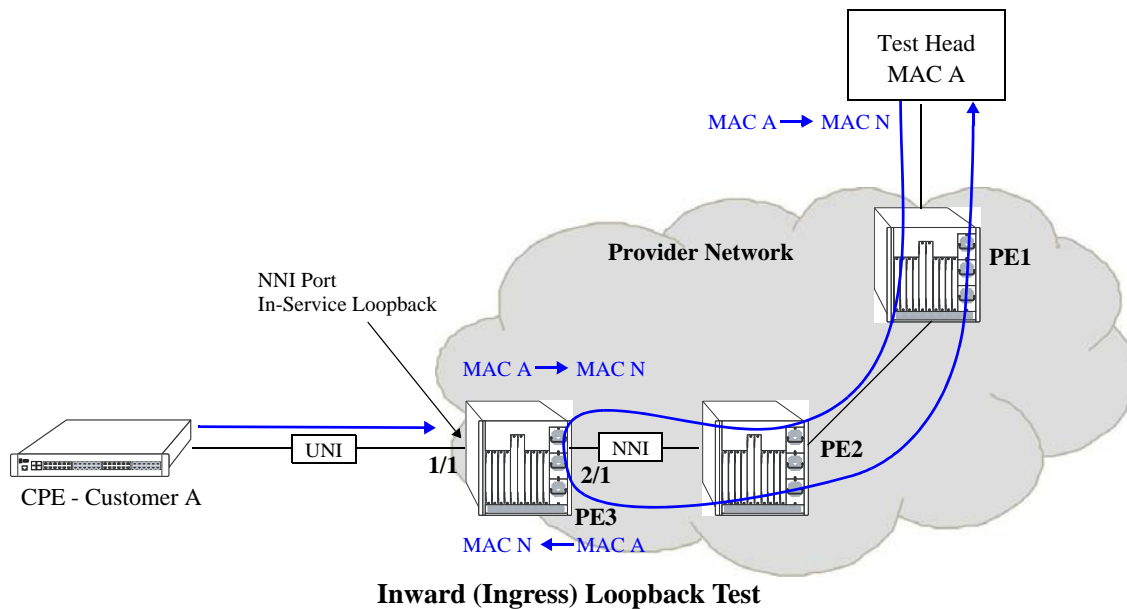 Test Head
MAC A
MAC A MAC N
Provider Network
PE1
NNI Port
In-Service Loopback
MAC A MAC N
UNI
NNI
PE2
1/1
2/1
CPE - Customer A
PE3
MAC N MAC A
Inward (Ingress) Loopback Test